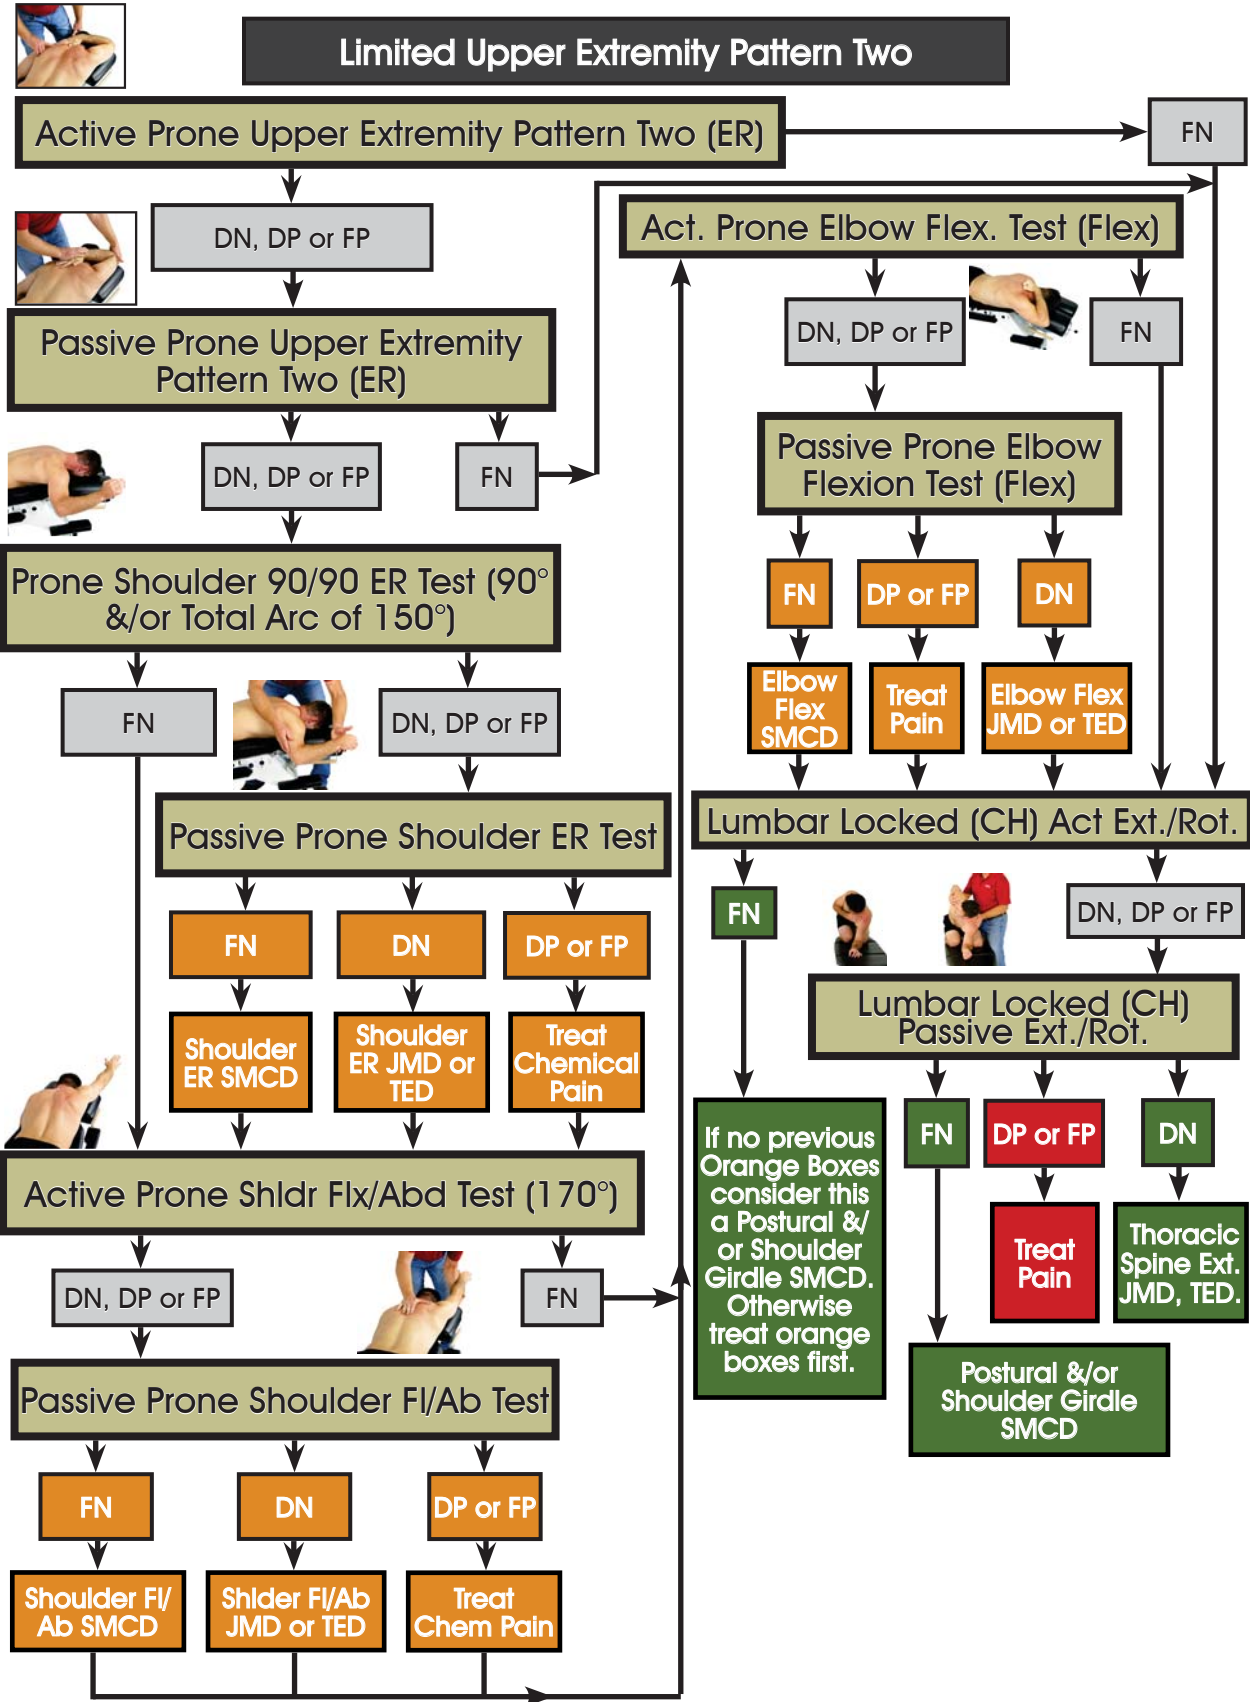 Limited Upper Extremity Pattern Two
Active Prone Upper Extremity Pattern Two (ER)
FN
DN, DP or FP
Passive Prone Upper Extremity
Pattern Two (ER)
DN, DP or FP
FN
Prone Shoulder 90/90 ER Test (90°
&/or Total Arc of 150°)
FN
DN, DP or FP
Passive Prone Shoulder ER Test
FN
DN
DP or FP
Shoulder
ER SMCD
Shoulder
ER JMD or
TED
Treat
Chemical
Pain
Active Prone Shldr Flx/Abd Test (170°)
DN, DP or FP
FN
Passive Prone Shoulder Fl/Ab Test
FN
DN
DP or FP
Shoulder Fl/
Ab SMCD
Shlder Fl/Ab
JMD or TED
Treat
Chem Pain
Act. Prone Elbow Flex. Test (Flex)
DN, DP or FP
FN
Passive Prone Elbow
Flexion Test (Flex)
FN
DP or FP
DN
Elbow
Flex
SMCD
Treat
Pain
Elbow Flex
JMD or TED
Lumbar Locked (CH) Act Ext./Rot.
FN
DN, DP or FP
Lumbar Locked (CH)
Passive Ext./Rot.
FN
DP or FP
DN
If no previous
Orange Boxes
consider this
a Postural &/
or Shoulder
Girdle SMCD.
Otherwise
treat orange
boxes first.
Treat
Pain
Thoracic
Spine Ext.
JMD, TED.
Postural &/or
Shoulder Girdle
SMCD